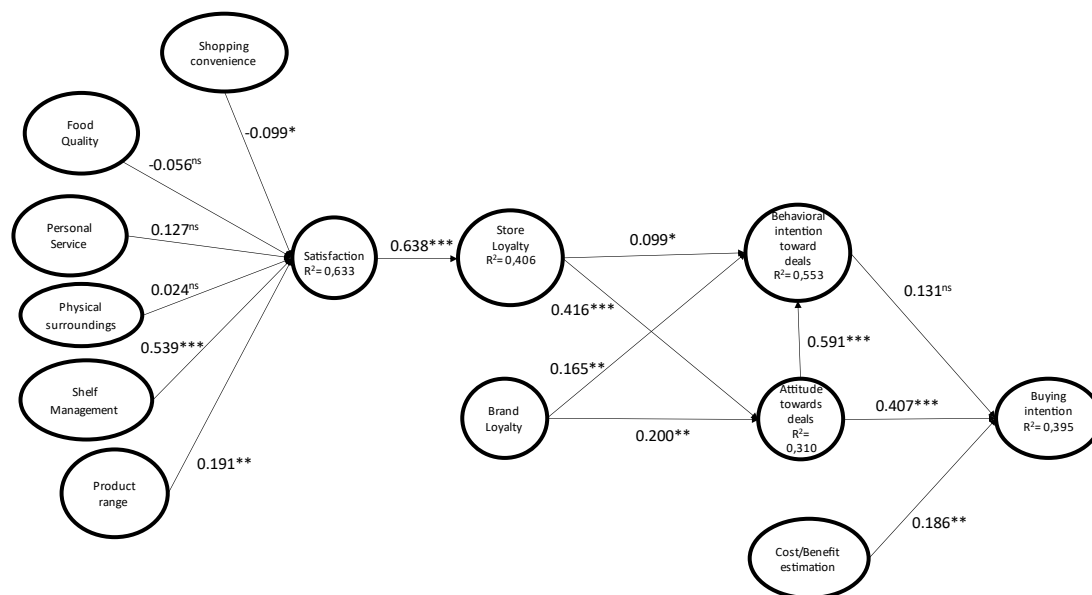 Shopping
convenience
-0.099*
Food
Quality
-0.056ns
Personal
Service
0.127ns
Physical
surroundings
0.024ns
Shelf
Management
0.539***
Product
range
0.191**
Satisfaction
R²= 0,633
0.638***
Store
Loyalty
R²= 0,406
0.099*
0.416***
Brand
Loyalty
0.165**
0.200**
Behavioral
intention
toward
deals
R²= 0,553
0.131ns
0.591***
Attitude
towards
deals
R²=
0,310
0.407***
Buying
intention
R²= 0,395
Cost/Benefit
estimation
0.186**